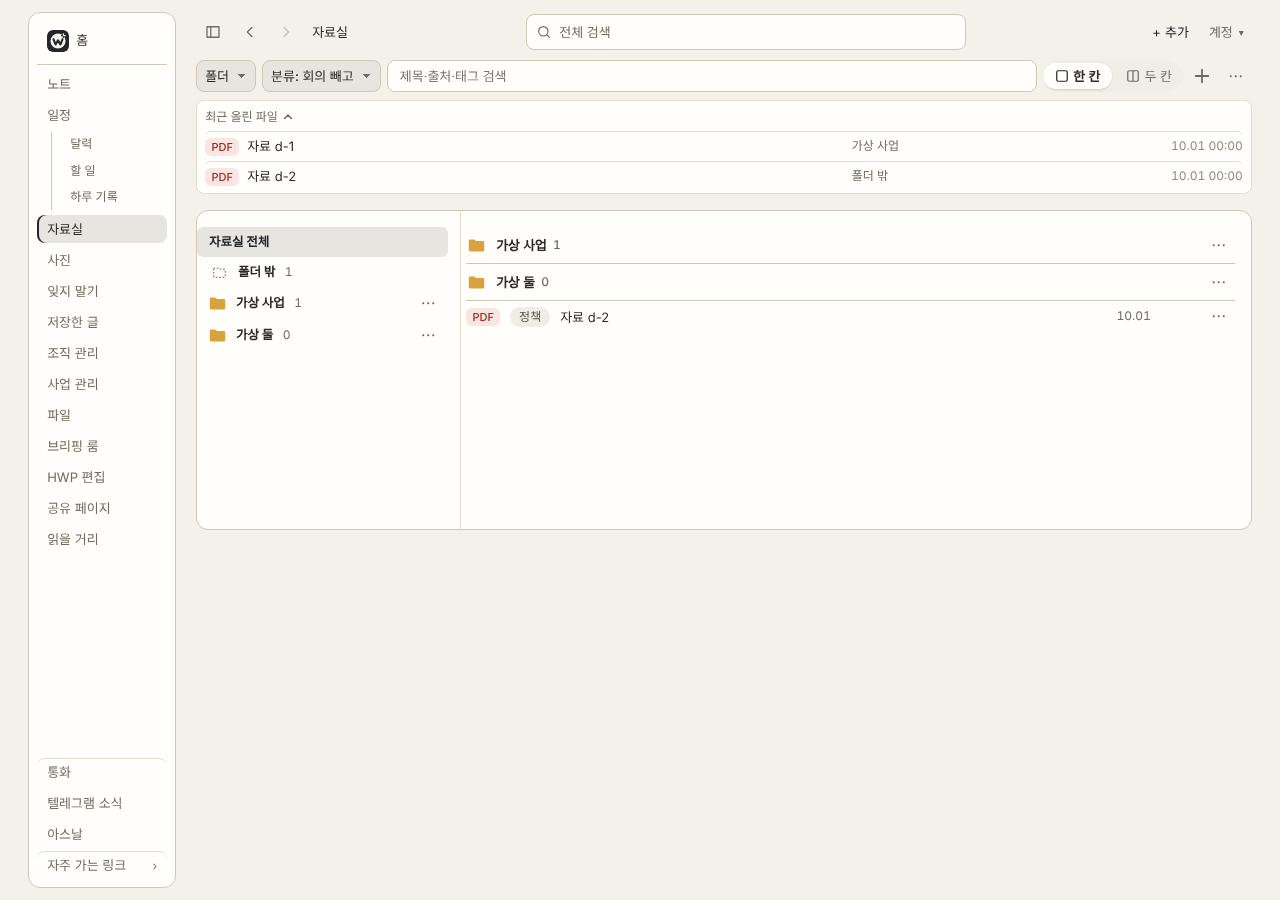 홈
노트
일정
달력
할 일
하루 기록
자료실
사진
잊지 말기
저장한 글
조직 관리
사업 관리
파일
브리핑 룸
HWP 편집
공유 페이지
읽을 거리
통화
텔레그램 소식
아스날
자주 가는 링크
자료실
전체 검색
+ 추가
계정
폴더
분류: 회의 빼고
제목·출처·태그 검색
한 칸
두 칸
최근 올린 파일
PDF 자료 d-1 가상 사업 10.01 00:00
PDF 자료 d-2 폴더 밖 10.01 00:00
자료실 전체
폴더 밖 1
가상 사업 1
가상 둘 0
가상 사업 1
가상 둘 0
PDF 정책 자료 d-2 10.01